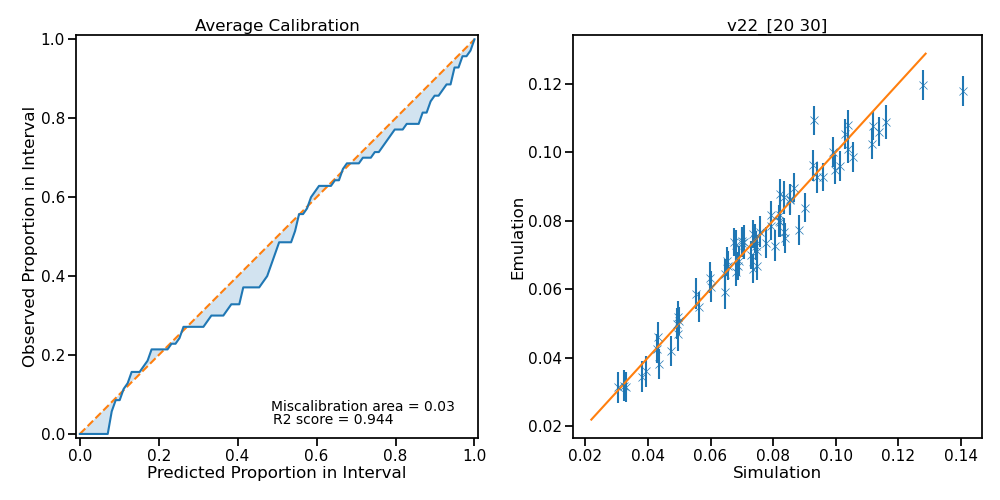 Average Calibration
Observed Proportion in Interval
1.0
0.8
0.6
0.4
0.2
0.0
Miscalibration area = 0.03
R2 score = 0.944
0.0 0.2 0.4 0.6 0.8 1.0
Predicted Proportion in Interval
v22 [20 30]
Emulation
0.12
0.10
0.08
0.06
0.04
0.02
0.02 0.04 0.06 0.08 0.10 0.12 0.14
Simulation